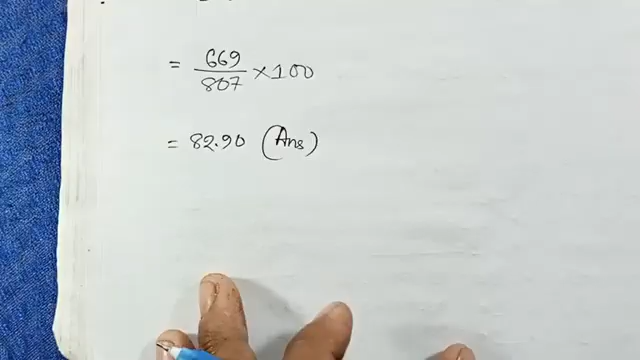 = 669/807 × 100
= 82.90 (Ans)